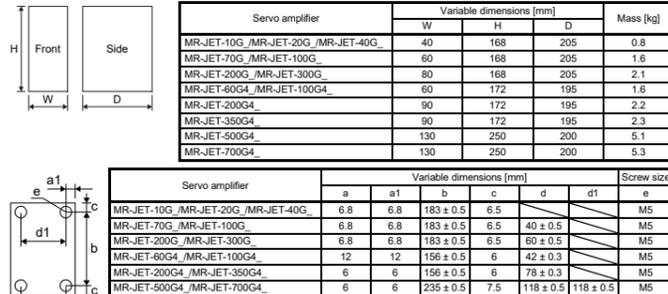 H
Front
Side
W
D
Servo amplifier Variable dimensions [mm] Mass [kg]
W H D
MR-JET-10G_/MR-JET-20G_/MR-JET-40G_ 40 168 205 0.8
MR-JET-70G_/MR-JET-100G_ 60 168 205 1.6
MR-JET-200G_/MR-JET-300G_ 80 168 205 2.1
MR-JET-60G4_/MR-JET-100G4_ 60 172 195 1.6
MR-JET-200G4_ 90 172 195 2.2
MR-JET-350G4_ 90 172 195 2.3
MR-JET-500G4_ 130 250 200 5.1
MR-JET-700G4_ 130 250 200 5.3
a1
e
c
d1
b
c
Servo amplifier Variable dimensions [mm] Screw size
a a1 b c d d1 e
MR-JET-10G_/MR-JET-20G_/MR-JET-40G_ 6.8 6.8 183 ± 0.5 6.5 M5
MR-JET-70G_/MR-JET-100G_ 6.8 6.8 183 ± 0.5 6.5 40 ± 0.5 M5
MR-JET-200G_/MR-JET-300G_ 6.8 6.8 183 ± 0.5 6.5 60 ± 0.5 M5
MR-JET-60G4_/MR-JET-100G4_ 12 12 156 ± 0.5 6 42 ± 0.3 M5
MR-JET-200G4_/MR-JET-350G4_ 6 6 156 ± 0.5 6 78 ± 0.3 M5
MR-JET-500G4_/MR-JET-700G4_ 6 6 235 ± 0.5 7.5 118 ± 0.5 118 ± 0.5 M5